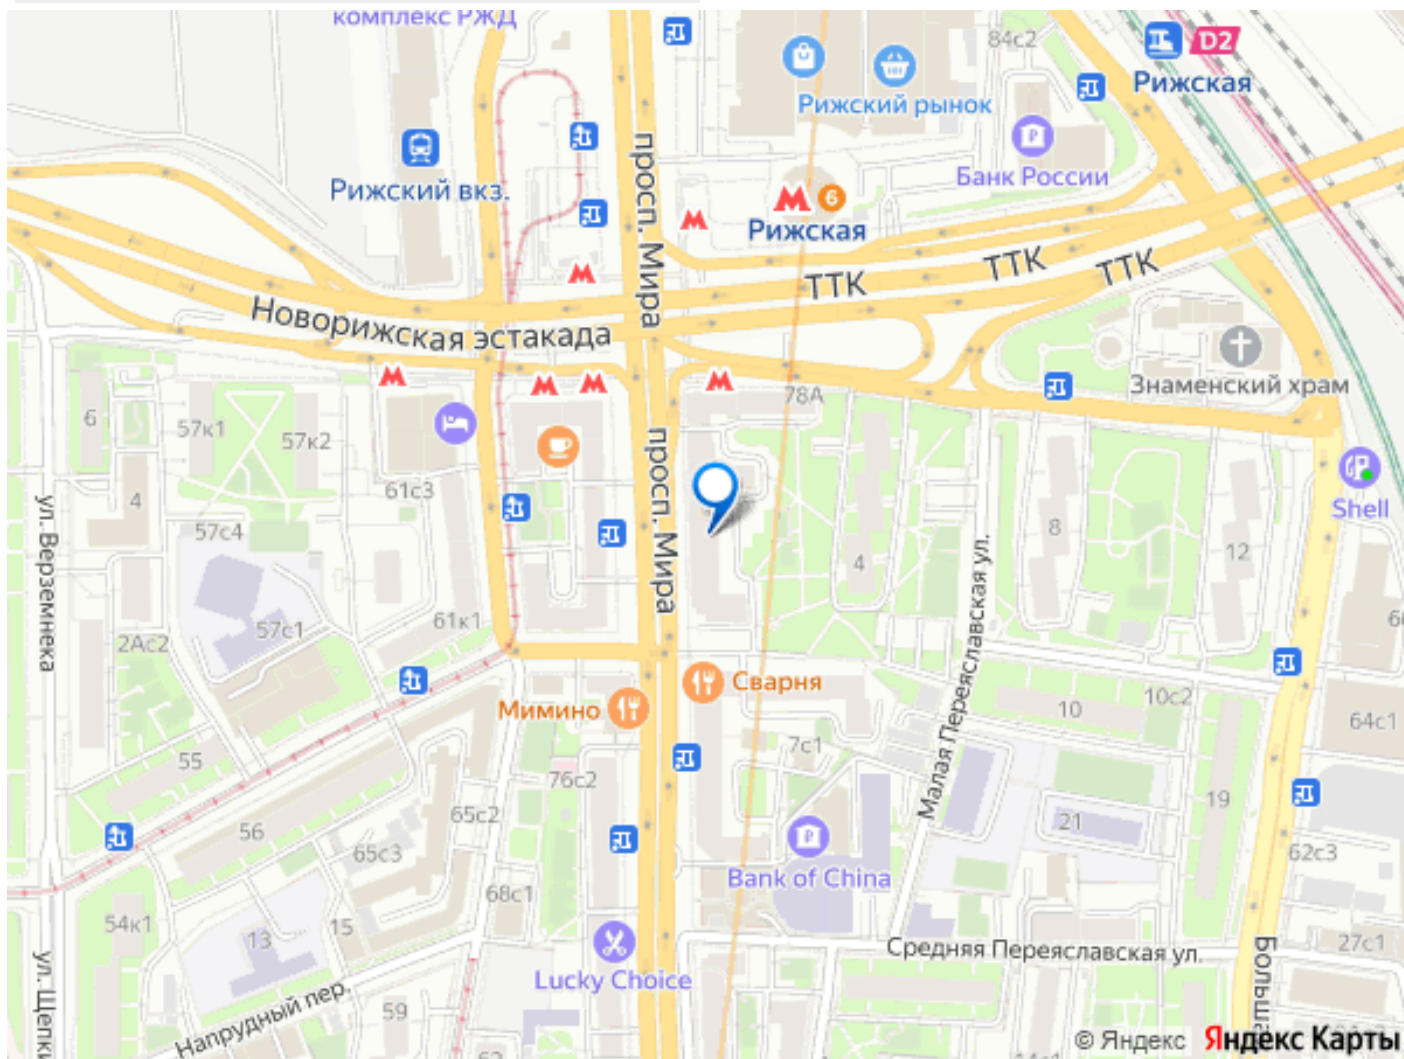 комплекс РЖД
84с2
D2
Рижская
Рижский рынок
просп. Мира
Рижский вкз.
Банк России
6
Рижская
ТТК
ТТК
ТТК
Новорижская эстакада
Знаменский храм
78А
6
57к1
57к2
просп. Мира
61с3
4
57с4
Shell
8
12
4
ул. Верземнека
57с1
61к1
2Ас2
Малая Переяславская ул.
Сварня
Мимино
10
10с2
64с1
55
7с1
76с2
19
56
65с2
65с3
21
62с3
Bank of China
68с1
54к1
13
15
27с1
Средняя Переяславская ул.
Lucky Choice
Напрудный пер.
59
© Яндекс Яндекс Карты